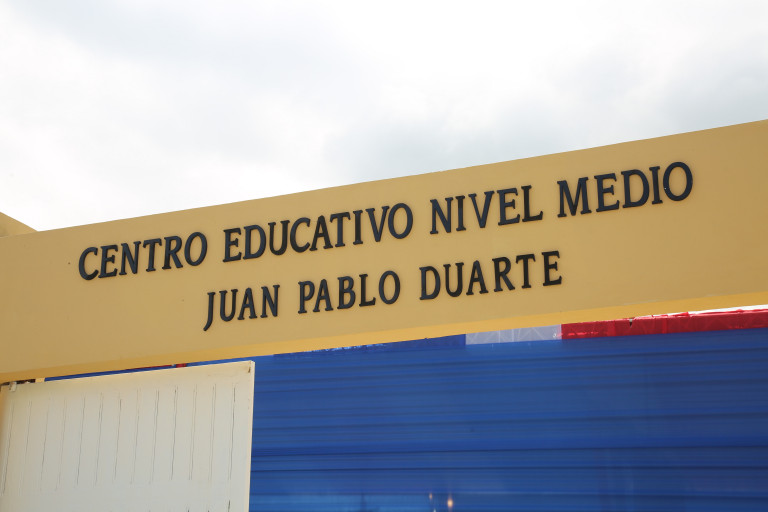 CENTRO EDUCATIVO NIVEL MEDIO
JUAN PABLO DUARTE